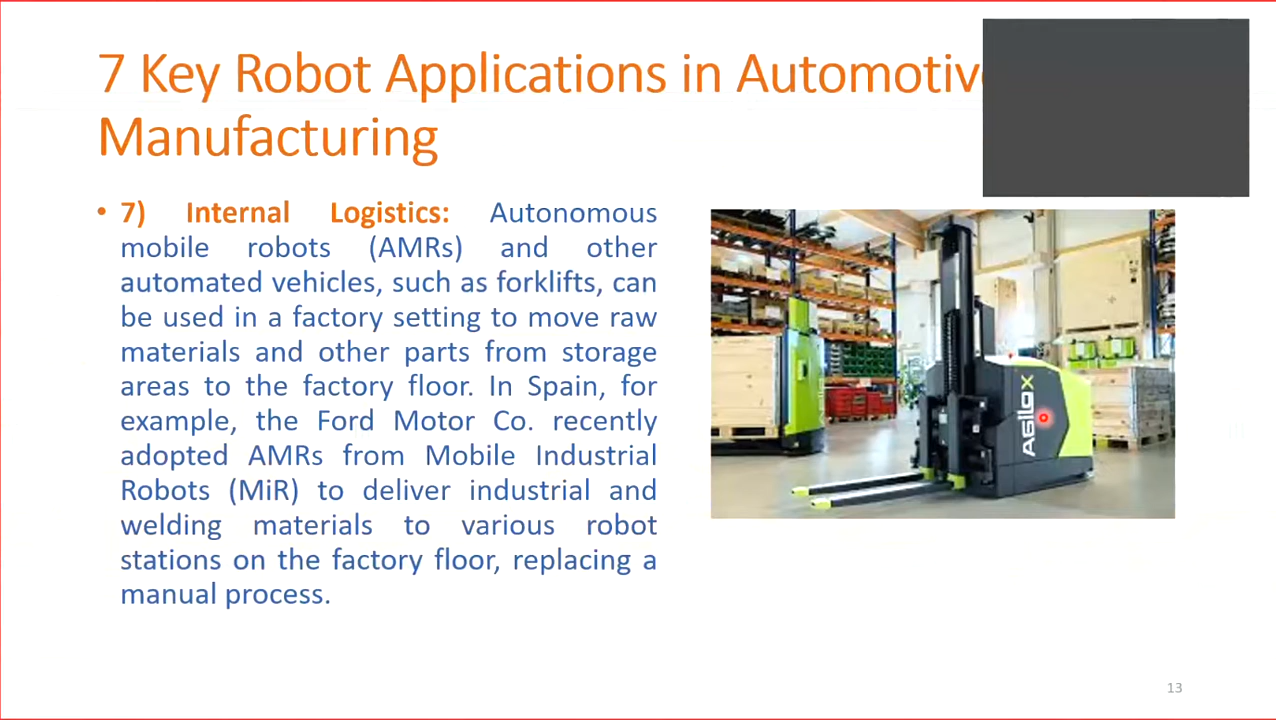 7 Key Robot Applications in Automotive
Manufacturing
• 7) Internal Logistics: Autonomous
mobile robots (AMRs) and other
automated vehicles, such as forklifts, can
be used in a factory setting to move raw
materials and other parts from storage
areas to the factory floor. In Spain, for
example, the Ford Motor Co. recently
adopted AMRs from Mobile Industrial
Robots (MiR) to deliver industrial and
welding materials to various robot
stations on the factory floor, replacing a
manual process.
AGILOX
13